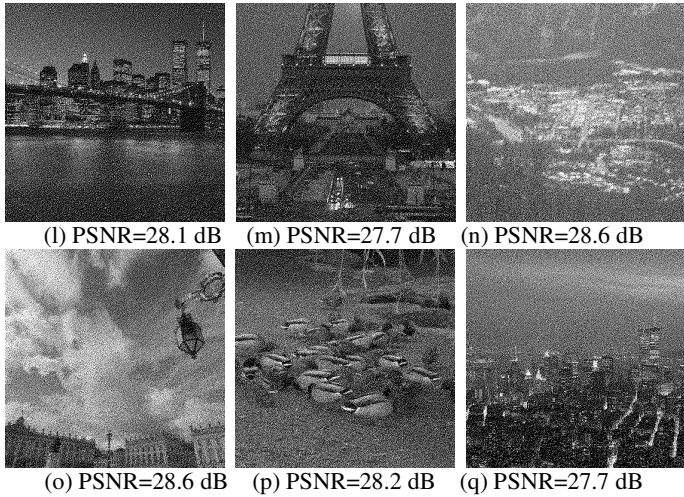 (l) PSNR=28.1 dB (m) PSNR=27.7 dB (n) PSNR=28.6 dB
(o) PSNR=28.6 dB (p) PSNR=28.2 dB (q) PSNR=27.7 dB